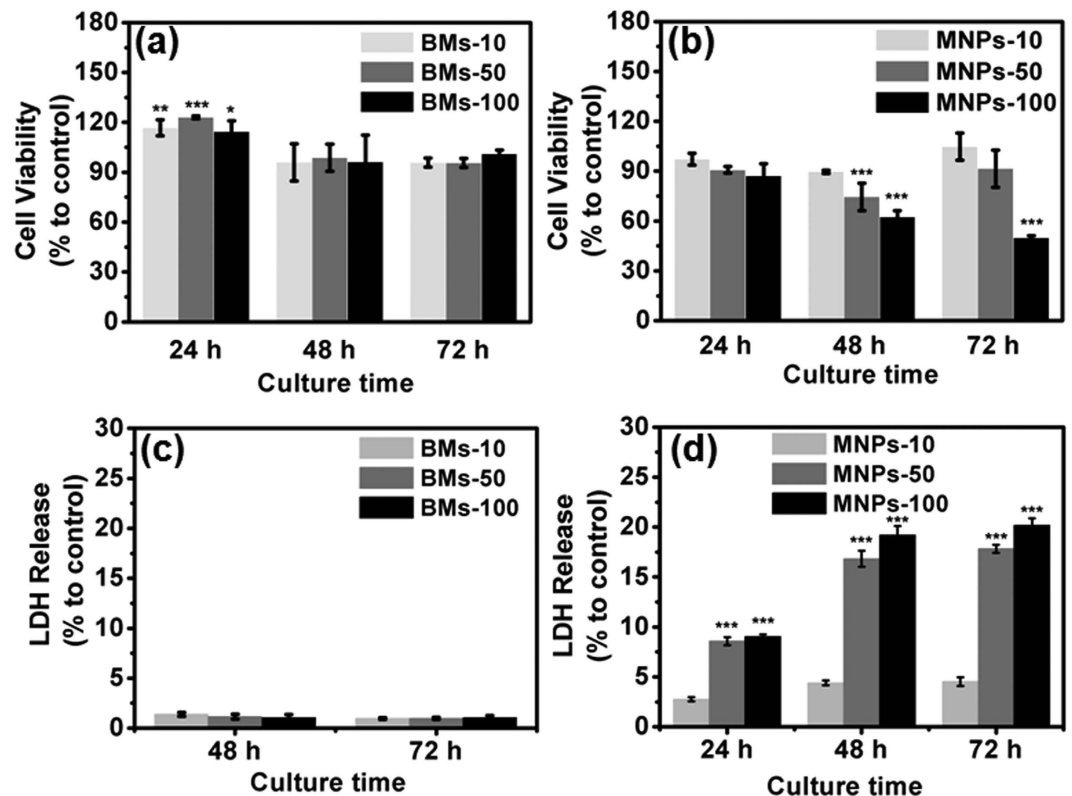 (a)
BMs-10
BMs-50
BMs-100
180
150
120
90
60
30
0
** *** *
Cell Viability
(% to control)
24 h 48 h 72 h
Culture time
(b)
MNPs-10
MNPs-50
MNPs-100
180
150
120
90
60
30
0
*** *** ***
Cell Viability
(% to control)
24 h 48 h 72 h
Culture time
(c)
BMs-10
BMs-50
BMs-100
30
25
20
15
10
5
0
LDH Release
(% to control)
48 h 72 h
Culture time
(d)
MNPs-10
MNPs-50
MNPs-100
30
25
20
15
10
5
0
*** *** *** *** *** ***
LDH Release
(% to control)
24 h 48 h 72 h
Culture time